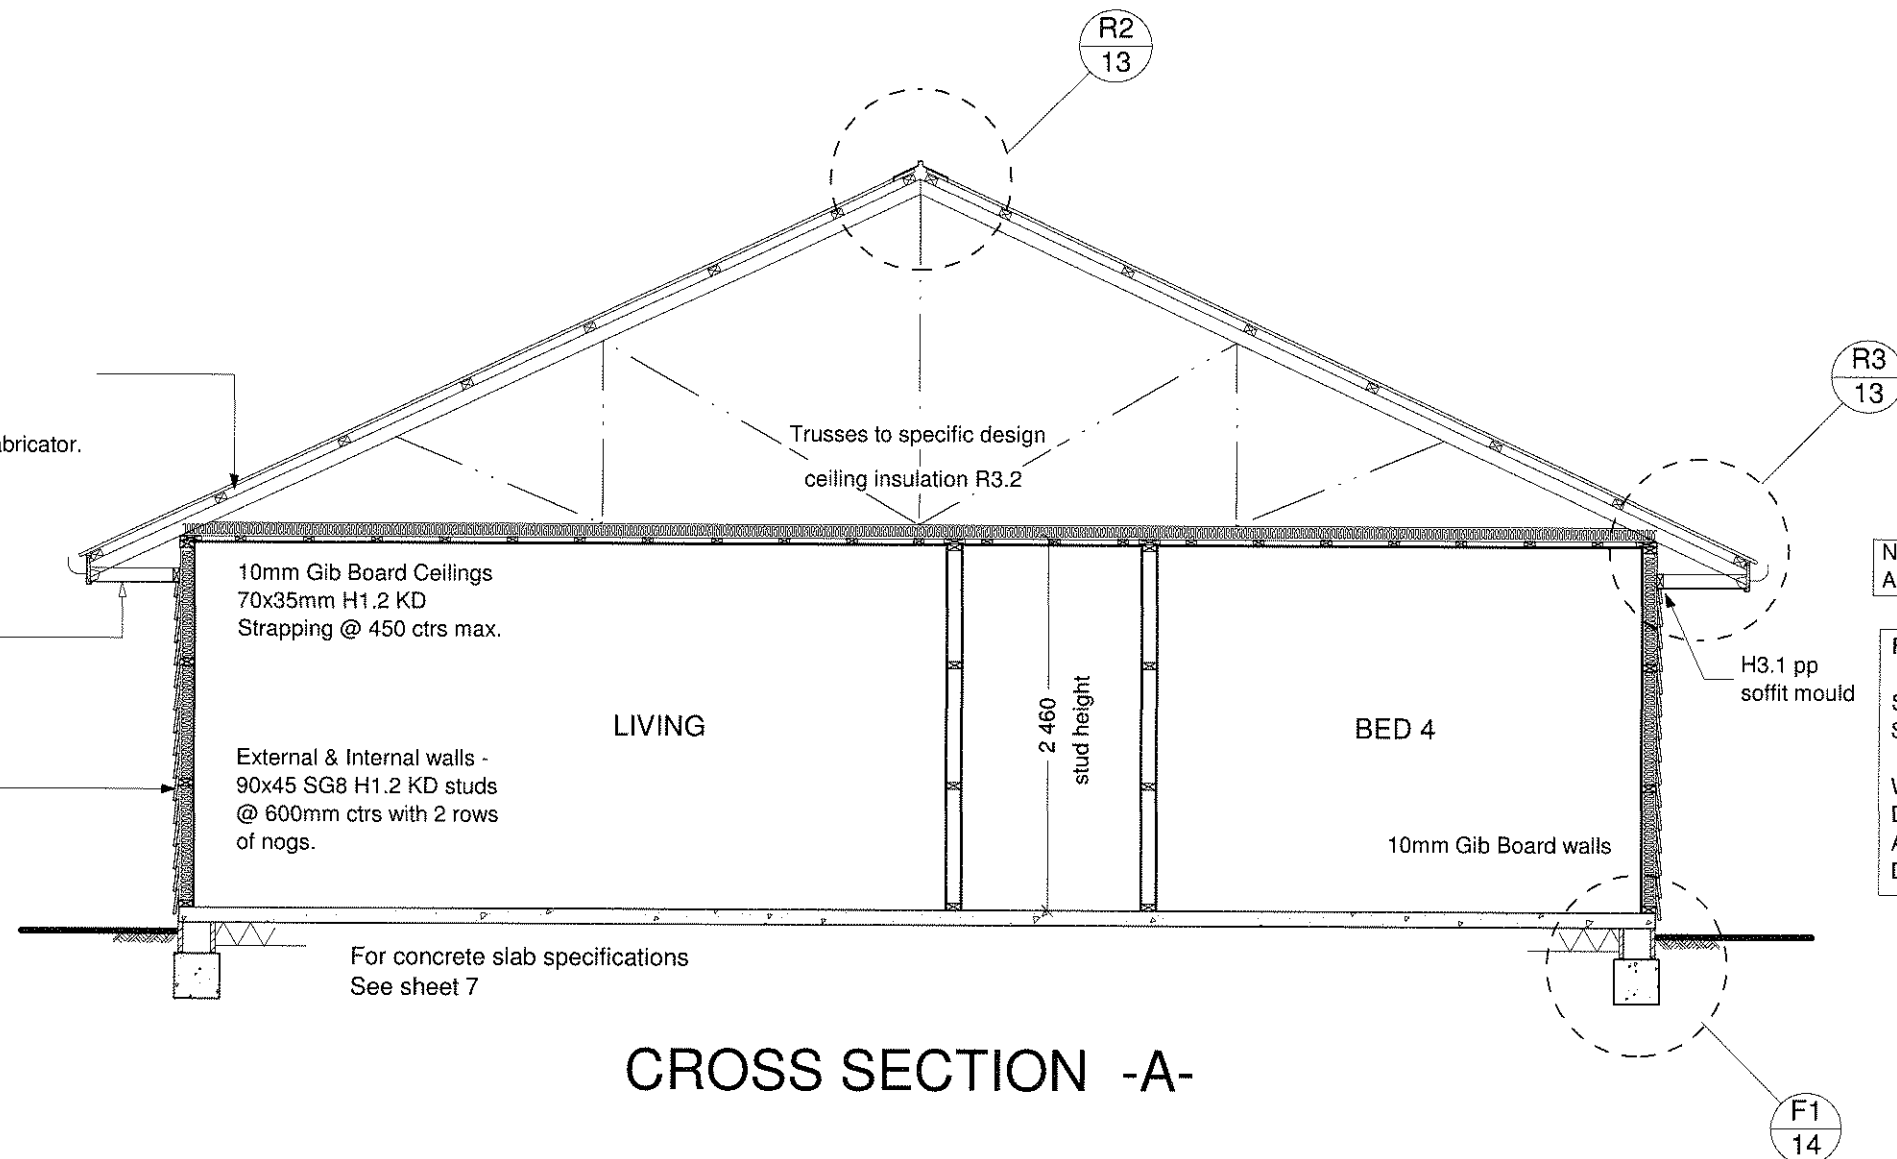 R2
13
R3
13
abricator.
Trusses to specific design
ceiling insulation R3.2
10mm Gib Board Ceilings
70x35mm H1.2 KD
Strapping @ 450 ctrs max.
H3.1 pp
soffit mould
LIVING
2 460
stud height
BED 4
External & Internal walls -
90x45 SG8 H1.2 KD studs
@ 600mm ctrs with 2 rows
of nogs.
10mm Gib Board walls
For concrete slab specifications
See sheet 7
CROSS SECTION -A-
F1
14